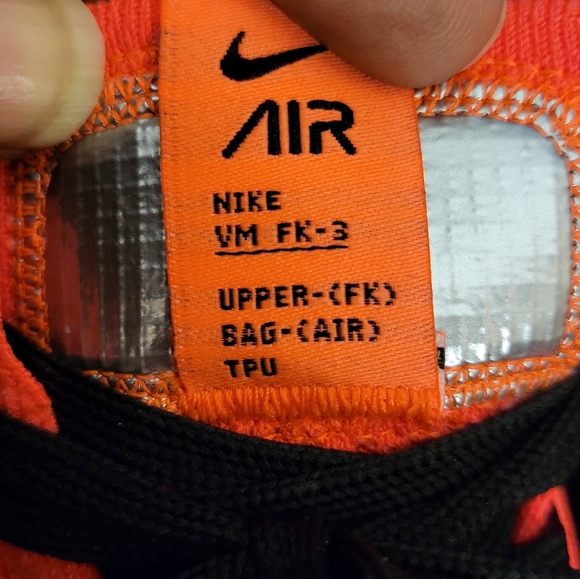 AIR
NIKE
VM FK-3
UPPER-(FK)
BAG-(AIR)
TPU